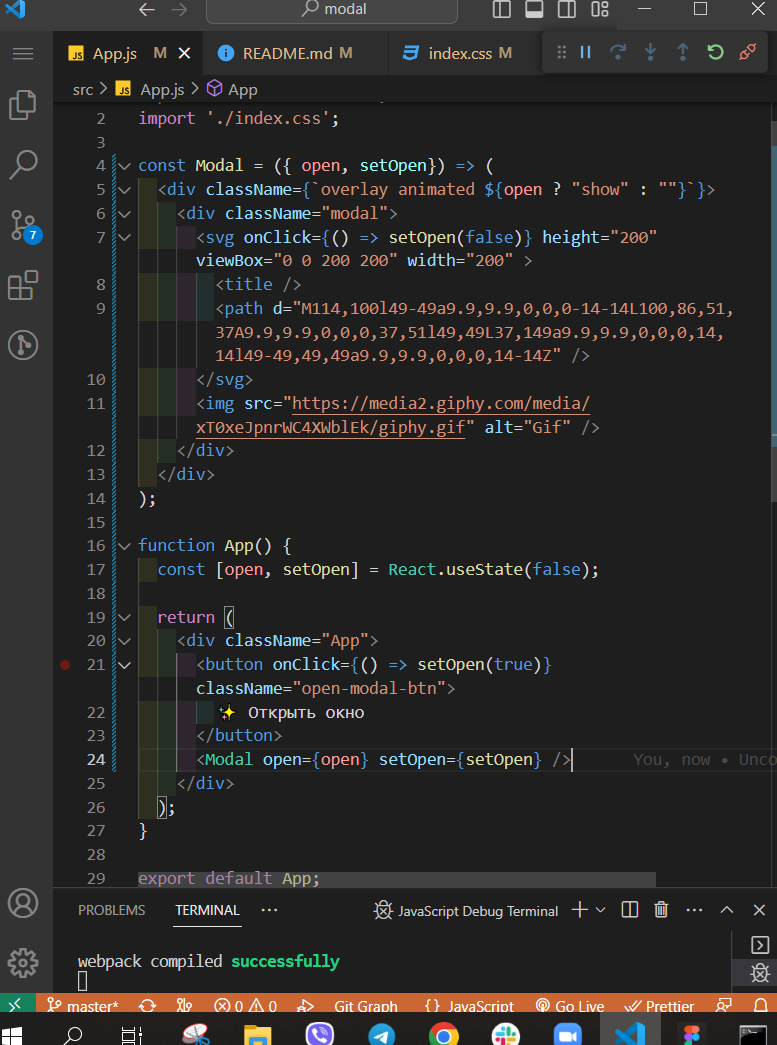 modal
JS App.js M
README.md M
index.css M
src > JS App.js > App
2 import './index.css';
3
4 const Modal = ({ open, setOpen}) => (
5 <div className={`overlay animated ${open ? "show" : ""}`}>
6 <div className="modal">
7 <svg onClick={() => setOpen(false)} height="200"
viewBox="0 0 200 200" width="200" >
8 <title />
9 <path d="M114,100l49-49a9.9,9.9,0,0,0-14-14L100,86,51,
37A9.9,9.9,0,0,0,37,51l49,49L37,149a9.9,9.9,0,0,0,14,
14l49-49,49,49a9.9,9.9,0,0,0,14-14Z" />
10 </svg>
11 <img src="https://media2.giphy.com/media/
xT0xeJpnrWC4XWblEk/giphy.gif" alt="Gif" />
12 </div>
13 </div>
14 );
15
16 function App() {
17 const [open, setOpen] = React.useState(false);
18
19 return (
20 <div className="App">
21 <button onClick={() => setOpen(true)}
className="open-modal-btn">
22 ✨ Открыть окно
23 </button>
24 <Modal open={open} setOpen={setOpen} /> You, now • Unco
25 </div>
26 );
27 }
28
29 export default App;
7
PROBLEMS TERMINAL ... JavaScript Debug Terminal
webpack compiled successfully
master* 0 0 Git Graph {} JavaScript Go Live Prettier